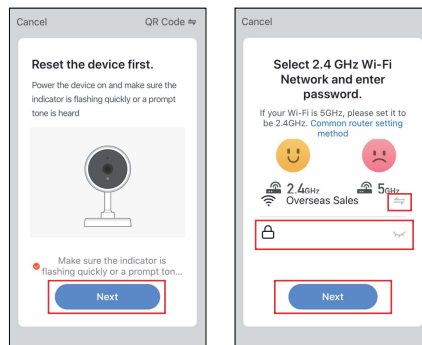 Cancel QR Code
Reset the device first.
Power the device on and make sure the
indicator is flashing quickly or a prompt
tone is heard
Make sure the indicator is
flashing quickly or a prompt ton...
Next
Cancel
Select 2.4 GHz Wi-Fi
Network and enter
password.
If your Wi-Fi is 5GHz, please set it to
be 2.4GHz. Common router setting
method
2.4GHz 5GHz
Overseas Sales
Next